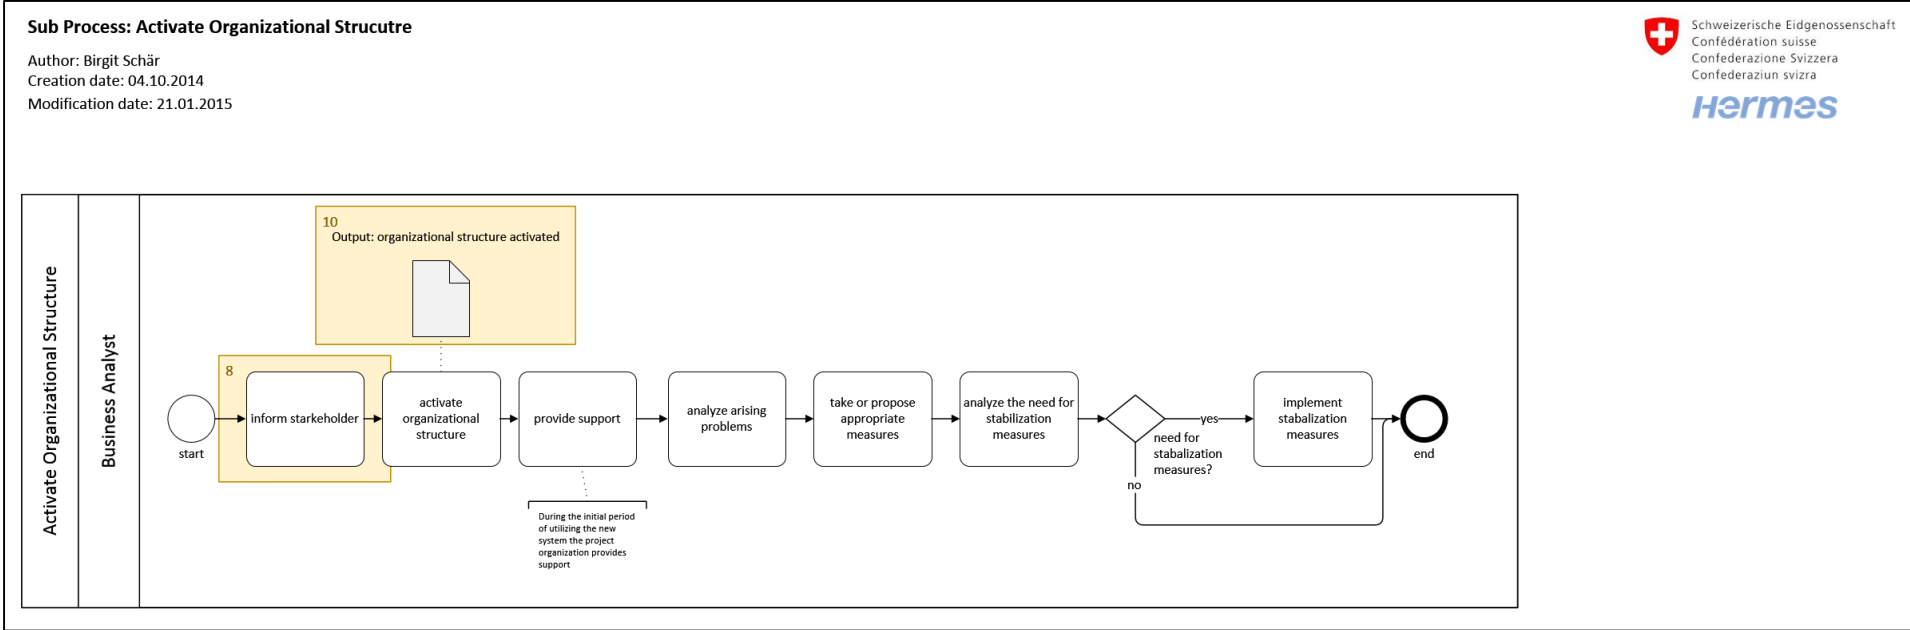 Sub Process: Activate Organizational Strucutre
Author: Birgit Schär
Creation date: 04.10.2014
Modification date: 21.01.2015
Schweizerische Eidgenossenschaft
Confédération suisse
Confederazione Svizzera
Confederaziun svizra
Hermes
Activate Organizational Structure
Business Analyst
10
Output: organizational structure activated
8
start
inform starkeholder
activate
organizational
structure
provide support
analyze arising
problems
take or propose
appropriate
measures
analyze the need for
stabilization
measures
yes
need for
stabalization
measures?
no
implement
stabalization
measures
end
During the initial period
of utilizing the new
system the project
organization provides
support